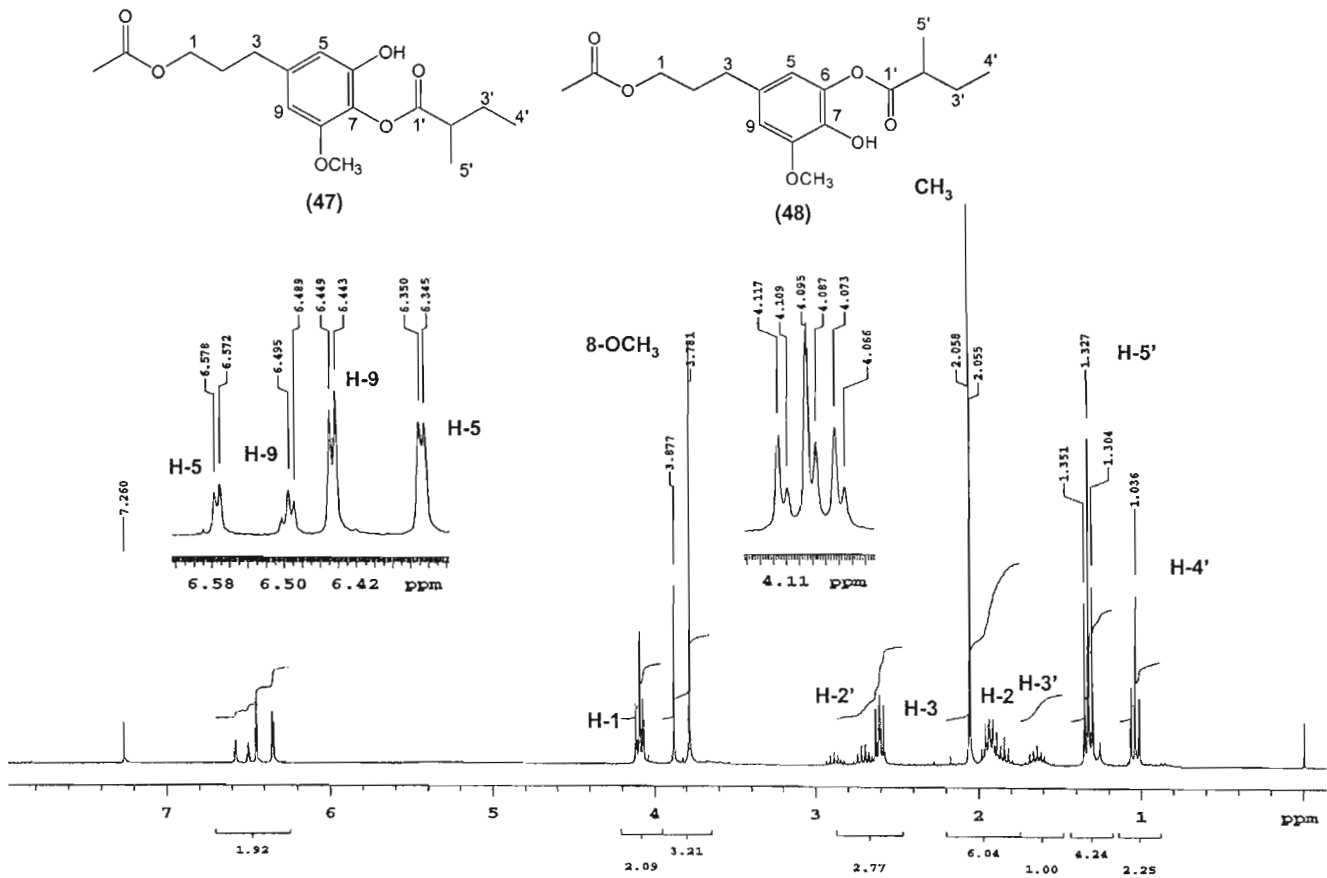 O
O
1
3
5
OH
O
O
1'
3'
4'
5'
9
7
OCH₃
(47)
O
O
1
3
5
6
O
1'
5'
4'
3'
O
9
7
OH
OCH₃
(48)
CH₃
7.260
6.578
6.572
6.495
6.489
6.449
6.443
6.350
6.345
H-5
H-9
H-9
H-5
6.58 6.50 6.42 ppm
8-OCH₃
3.877
3.781
4.117
4.109
4.095
4.087
4.073
4.066
4.11 ppm
2.058
2.055
1.351
1.327
1.304
1.036
H-5'
H-4'
H-1
H-2'
H-3
H-2
H-3'
7 6 5 4 3 2 1 ppm
1.92
2.09
3.21
2.77
6.04
1.00
4.24
2.25